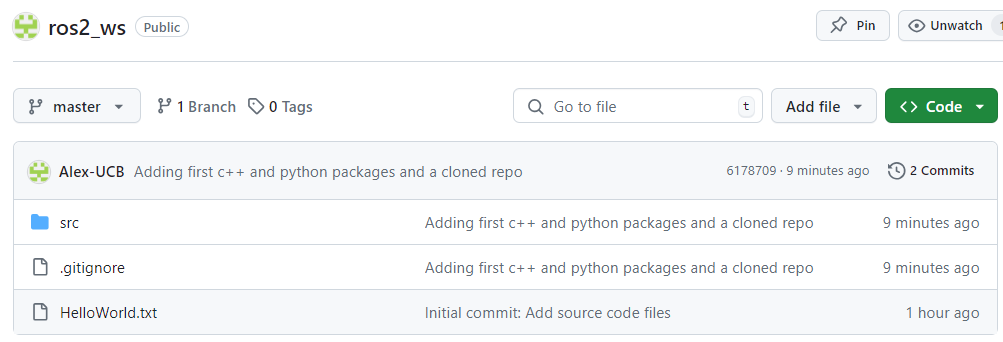 ros2_ws Public Pin Unwatch
master 1 Branch 0 Tags Go to file t Add file Code
Alex-UCB Adding first c++ and python packages and a cloned repo 6178709 · 9 minutes ago 2 Commits
src Adding first c++ and python packages and a cloned repo 9 minutes ago
.gitignore Adding first c++ and python packages and a cloned repo 9 minutes ago
HelloWorld.txt Initial commit: Add source code files 1 hour ago